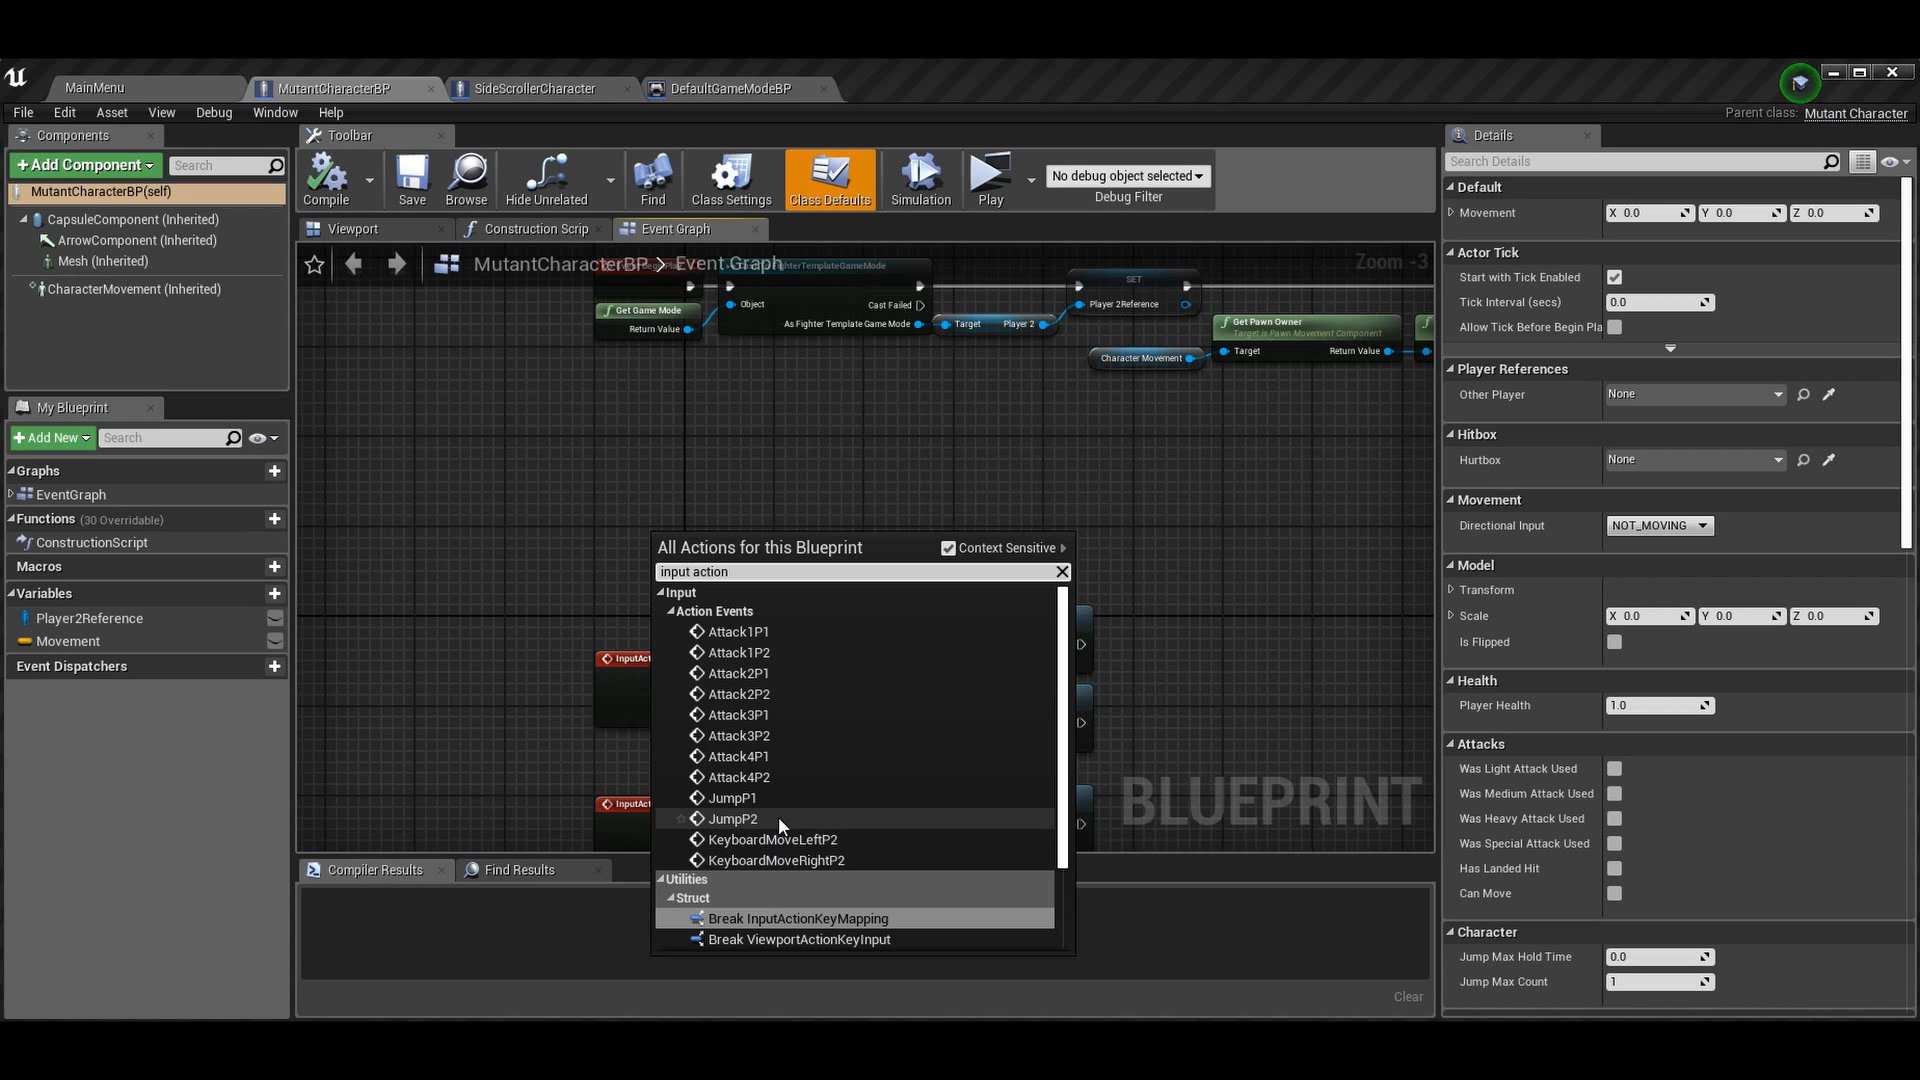 MainMenu
MutantCharacterBP
SideScrollerCharacter
DefaultGameModeBP
File Edit Asset View Debug Window Help
Parent class: Mutant Character
Components
+Add Component
Search
MutantCharacterBP(self)
CapsuleComponent (Inherited)
ArrowComponent (Inherited)
Mesh (Inherited)
CharacterMovement (Inherited)
My Blueprint
+Add New
Search
Graphs
EventGraph
Functions (30 Overridable)
ConstructionScript
Macros
Variables
Player2Reference
Movement
Event Dispatchers
Toolbar
Compile
Save
Browse
Hide Unrelated
Find
Class Settings
Class Defaults
Simulation
Play
No debug object selected
Debug Filter
Viewport
Construction Scrip
Event Graph
MutantCharacterBP > Event Graph
Zoom -3
FighterTemplateGameMode
Object
Cast Failed
As Fighter Template Game Mode
Get Game Mode
Return Value
Target Player 2
SET
Player 2Reference
Character Movement
Get Pawn Owner
Target is Pawn Movement Component
Target Return Value
InputAct
InputAct
BLUEPRINT
All Actions for this Blueprint
Context Sensitive
input action
Input
Action Events
Attack1P1
Attack1P2
Attack2P1
Attack2P2
Attack3P1
Attack3P2
Attack4P1
Attack4P2
JumpP1
JumpP2
KeyboardMoveLeftP2
KeyboardMoveRightP2
Utilities
Struct
Break InputActionKeyMapping
Break ViewportActionKeyInput
Compiler Results
Find Results
Clear
Details
Search Details
Default
Movement X 0.0 Y 0.0 Z 0.0
Actor Tick
Start with Tick Enabled
Tick Interval (secs) 0.0
Allow Tick Before Begin Pla
Player References
Other Player None
Hitbox
Hurtbox None
Movement
Directional Input NOT_MOVING
Model
Transform
Scale X 0.0 Y 0.0 Z 0.0
Is Flipped
Health
Player Health 1.0
Attacks
Was Light Attack Used
Was Medium Attack Used
Was Heavy Attack Used
Was Special Attack Used
Has Landed Hit
Can Move
Character
Jump Max Hold Time 0.0
Jump Max Count 1